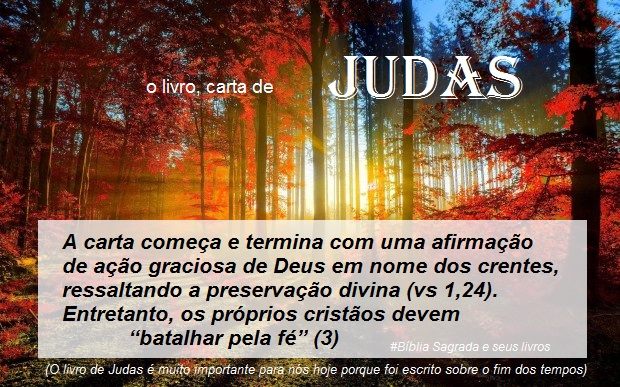 o livro, carta de JUDAS
A carta começa e termina com uma afirmação
de ação graciosa de Deus em nome dos crentes,
ressaltando a preservação divina (vs 1,24).
Entretanto, os próprios cristãos devem
“batalhar pela fé” (3)
#Bíblia Sagrada e seus livros
(O livro de Judas é muito importante para nós hoje porque foi escrito sobre o fim dos tempos)